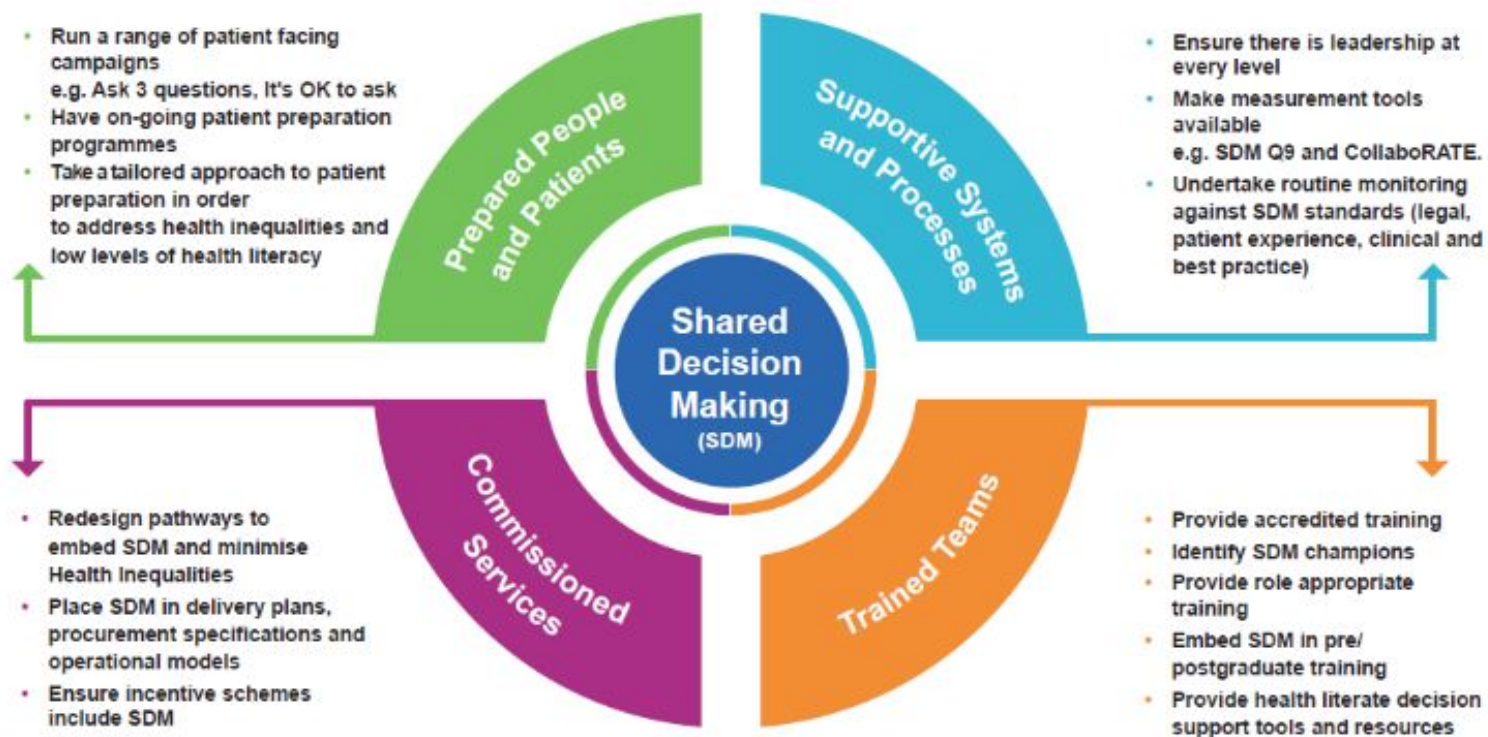 • Run a range of patient facing
campaigns
e.g. Ask 3 questions, It's OK to ask
• Have on-going patient preparation
programmes
• Take a tailored approach to patient
preparation in order
to address health inequalities and
low levels of health literacy
Prepared People
and Patients
Supportive Systems
and Processes
• Ensure there is leadership at
every level
• Make measurement tools
available
e.g. SDM Q9 and CollaboRATE.
• Undertake routine monitoring
against SDM standards (legal,
patient experience, clinical and
best practice)
Shared
Decision
Making
(SDM)
Commissioned
Services
• Redesign pathways to
embed SDM and minimise
Health Inequalities
• Place SDM in delivery plans,
procurement specifications and
operational models
• Ensure incentive schemes
include SDM
Trained Teams
• Provide accredited training
• Identify SDM champions
• Provide role appropriate
training
• Embed SDM in pre/
postgraduate training
• Provide health literate decision
support tools and resources